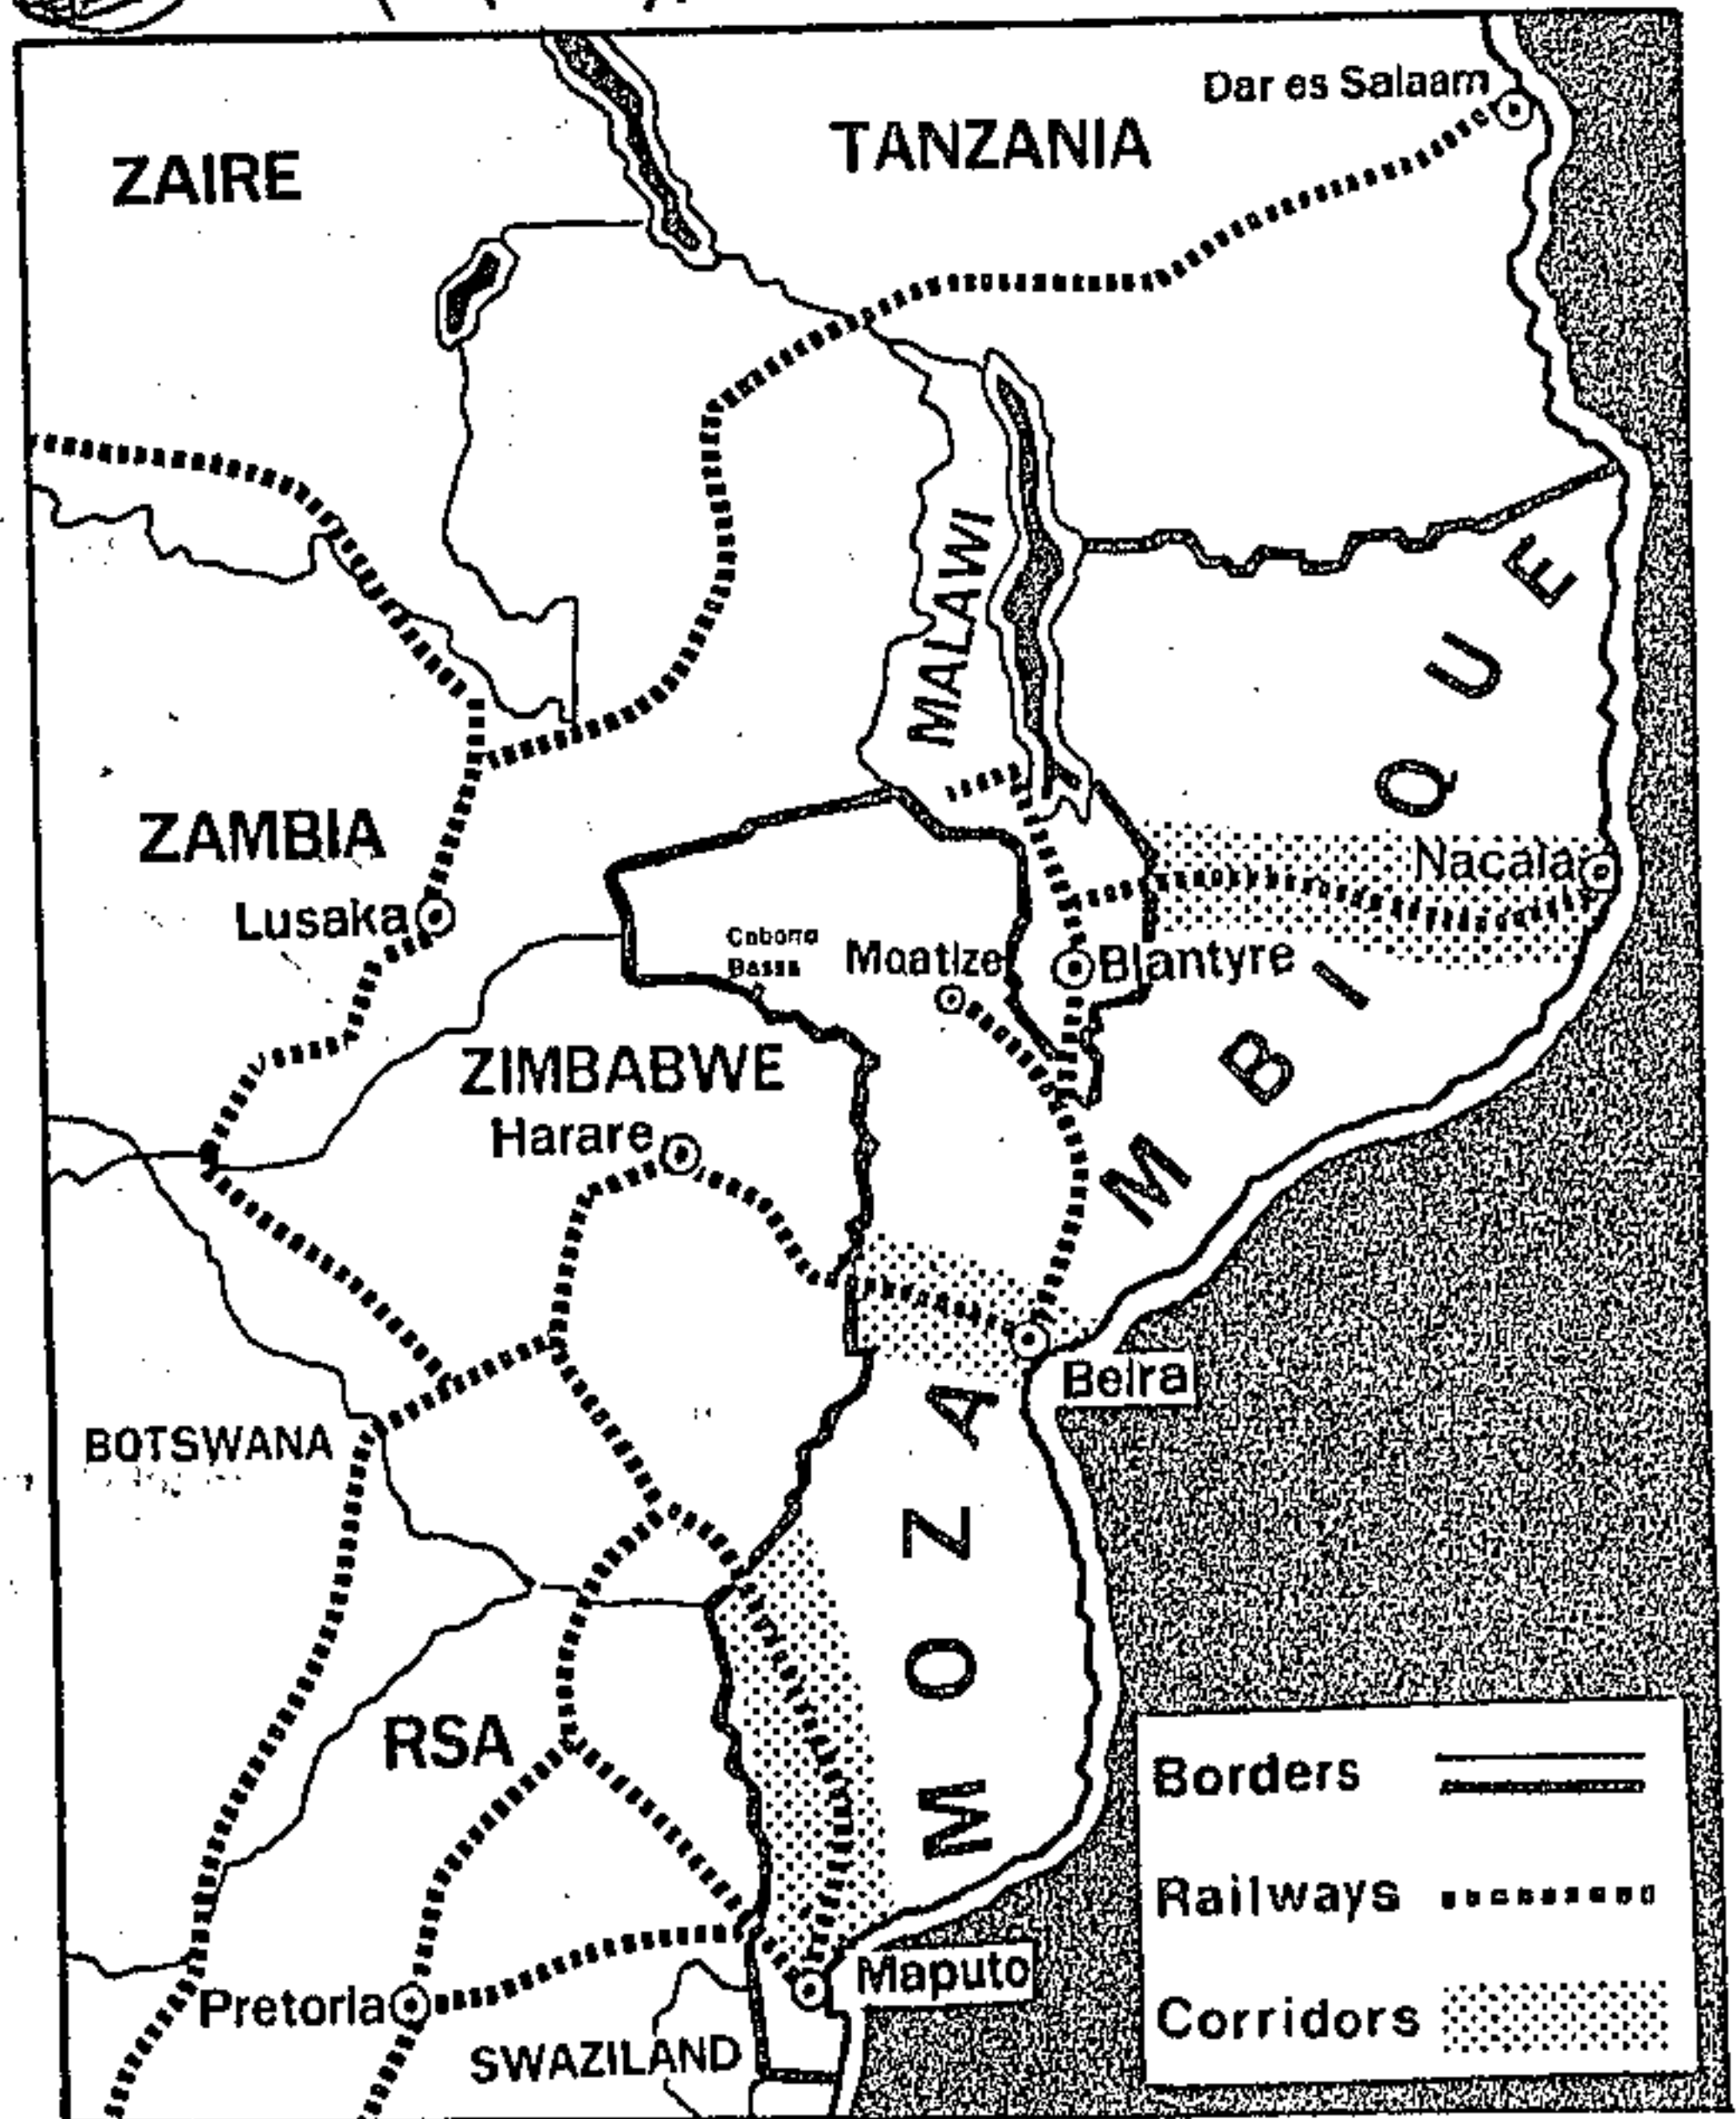 Dar es Salaam
TANZANIA
ZAIRE
MALAWI
ZAMBIA
Lusaka
Nacala
Caborra
Bassa
Moatize
Blantyre
ZIMBABWE
Harare
MOZAMBIQUE
Beira
BOTSWANA
RSA
Borders
Railways
Corridors
Maputo
Pretoria
SWAZILAND